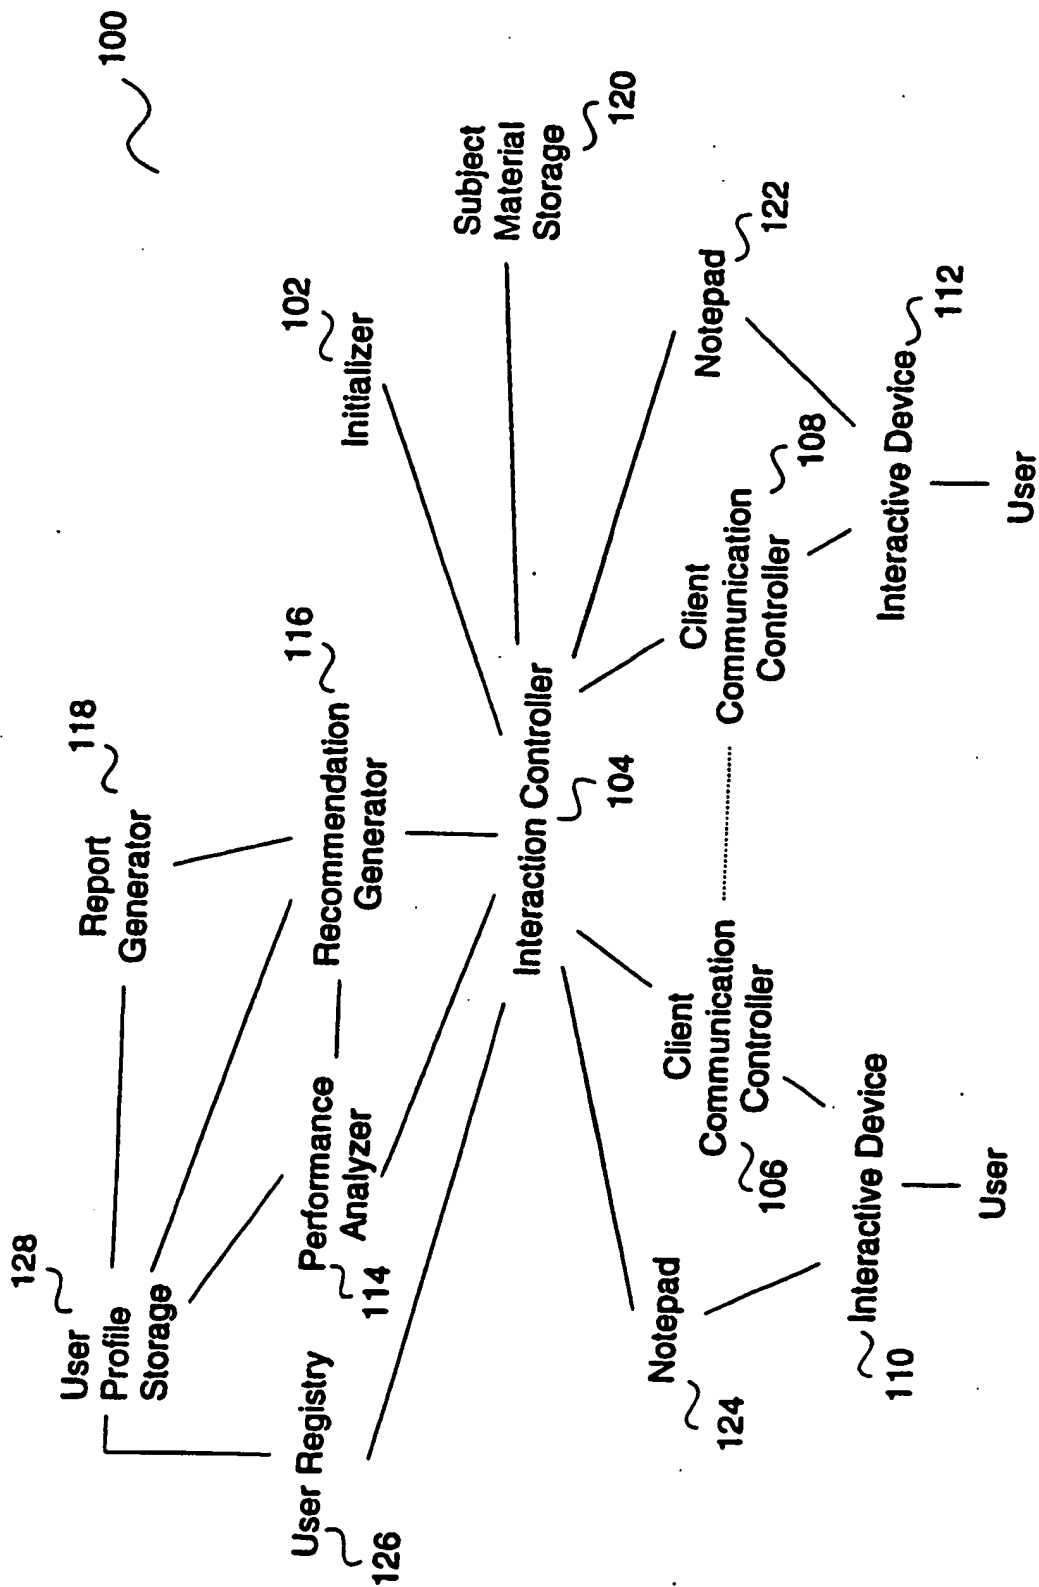 100
118
Report
Generator
128
User
Profile
Storage
116
Recommendation
Generator
102
Initializer
Performance
Analyzer
114
User Registry
126
Subject
Material
Storage
120
Interaction Controller
104
Notepad
122
Notepad
124
Client
Communication
Controller
106
Client
Communication
Controller
108
Interactive Device
110
Interactive Device
112
User
User